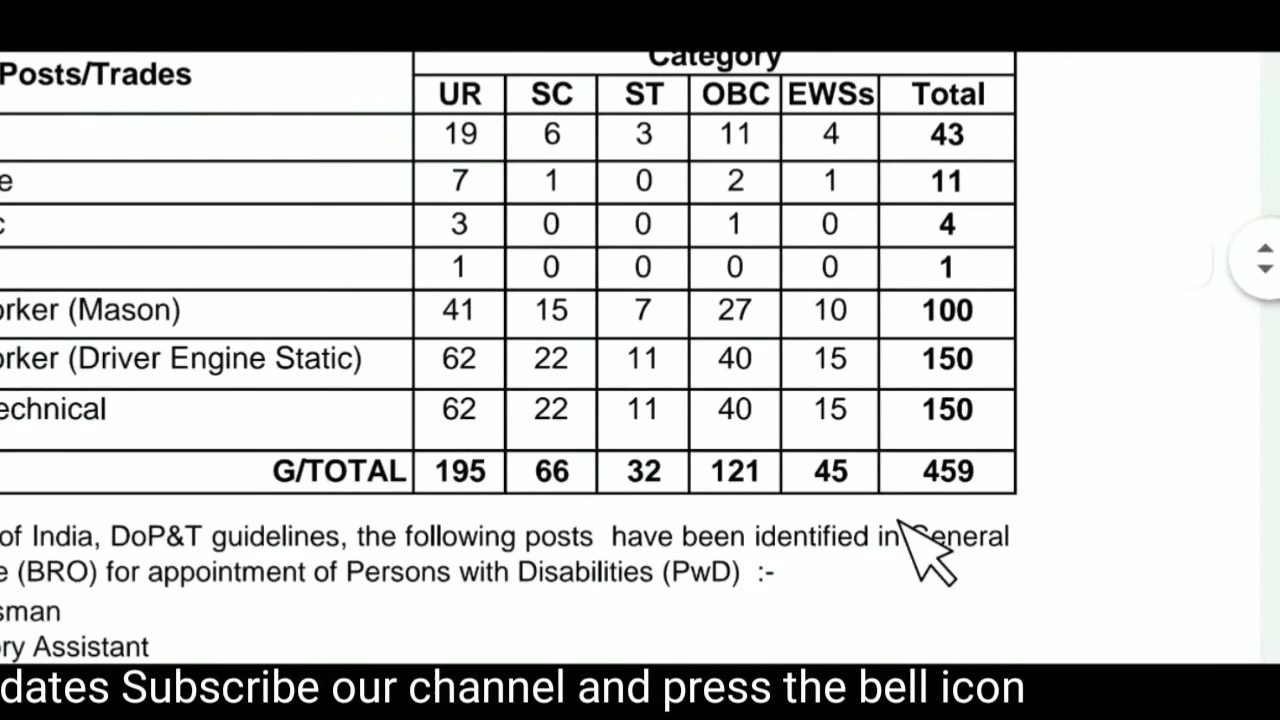 Category
Posts/Trades
UR SC ST OBC EWSs Total
19 6 3 11 4 43
e 7 1 0 2 1 11
c 3 0 0 1 0 4
1 0 0 0 0 1
orker (Mason) 41 15 7 27 10 100
orker (Driver Engine Static) 62 22 11 40 15 150
echnical 62 22 11 40 15 150
G/TOTAL 195 66 32 121 45 459
of India, DoP&T guidelines, the following posts have been identified in General
e (BRO) for appointment of Persons with Disabilities (PwD) :-
sman
ry Assistant
dates Subscribe our channel and press the bell icon